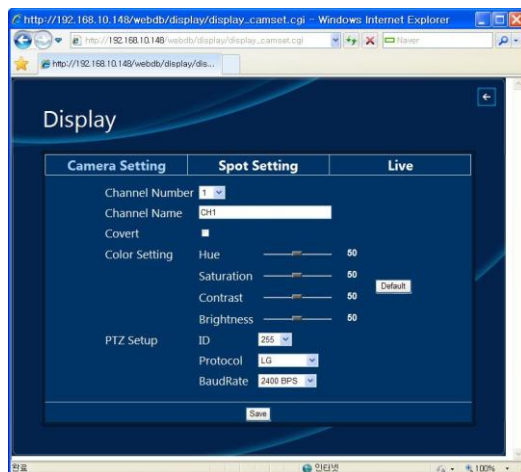 http://192.168.10.148/webdb/display/display_camset.cgi - Windows Internet Explorer
http://192.168.10.148/webdb/display/display_camset.cgi
Naver
http://192.168.10.148/webdb/display/dis...
Display
Camera Setting Spot Setting Live
Channel Number 1
Channel Name CH1
Covert
Color Setting Hue 50
Saturation 50
Default
Contrast 50
Brightness 50
PTZ Setup ID 255
Protocol LG
BaudRate 2400 BPS
Save
완료 인터넷 100%